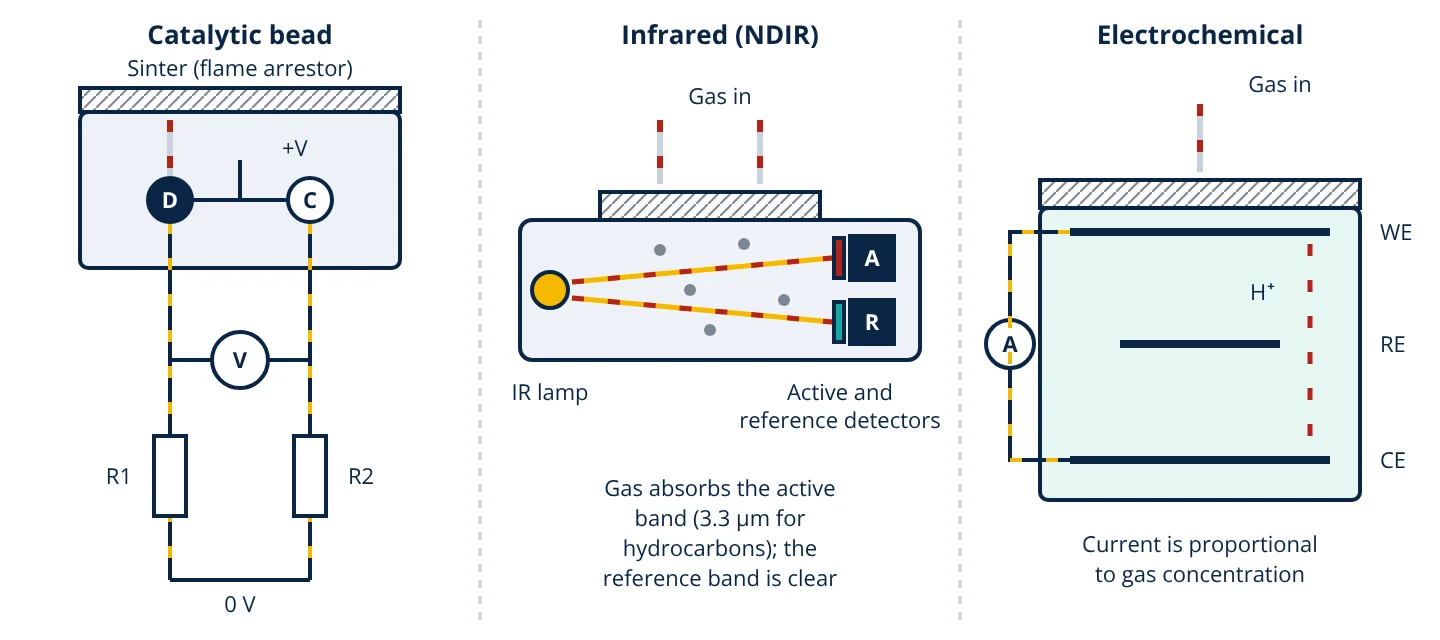 Catalytic bead
Sinter (flame arrestor)
+V
D
C
V
R1
R2
0 V
Infrared (NDIR)
Gas in
A
R
IR lamp
Active and
reference detectors
Gas absorbs the active
band (3.3 µm for
hydrocarbons); the
reference band is clear
Electrochemical
Gas in
WE
H⁺
A
RE
CE
Current is proportional
to gas concentration